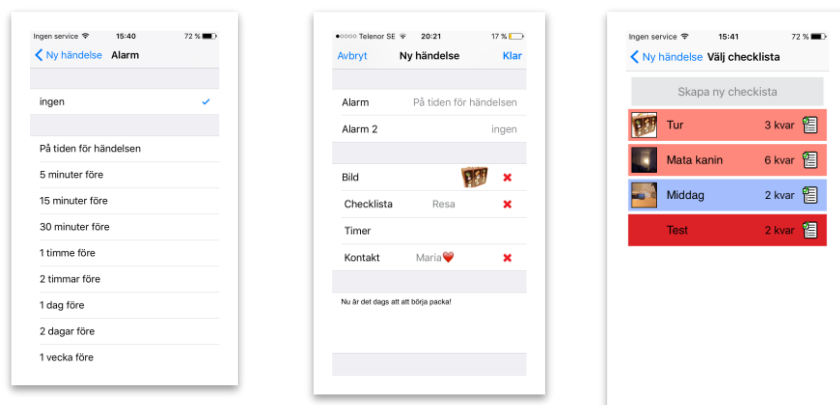 Ingen service 15:40 72 %
Ny händelse Alarm
ingen
På tiden för händelsen
5 minuter före
15 minuter före
30 minuter före
1 timme före
2 timmar före
1 dag före
2 dagar före
1 vecka före
Telenor SE 20:21 17 %
Avbryt Ny händelse Klar
Alarm På tiden för händelsen
Alarm 2 ingen
Bild
Checklista Resa
Timer
Kontakt Maria❤️
Nu är det dags att att börja packa!
Ingen service 15:41 72 %
Ny händelse Välj checklista
Skapa ny checkista
Tur 3 kvar
Mata kanin 6 kvar
Middag 2 kvar
Test 2 kvar